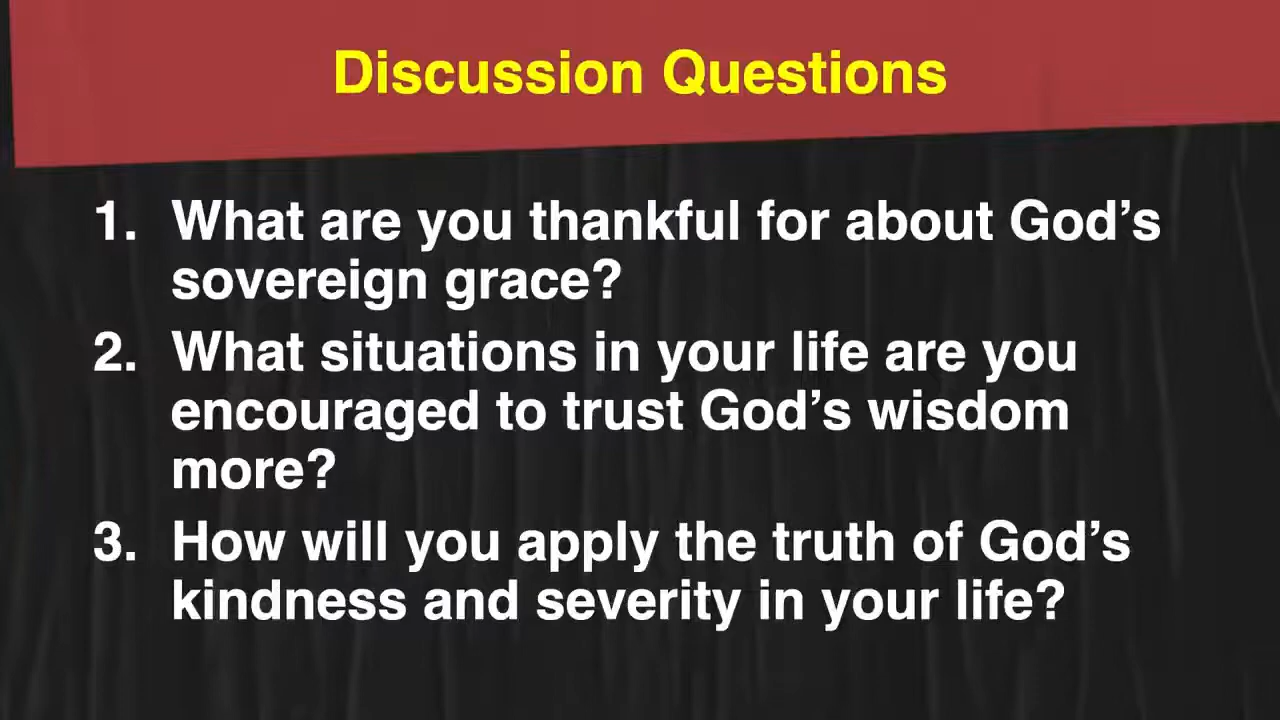 Discussion Questions
1. What are you thankful for about God’s
sovereign grace?
2. What situations in your life are you
encouraged to trust God’s wisdom
more?
3. How will you apply the truth of God’s
kindness and severity in your life?